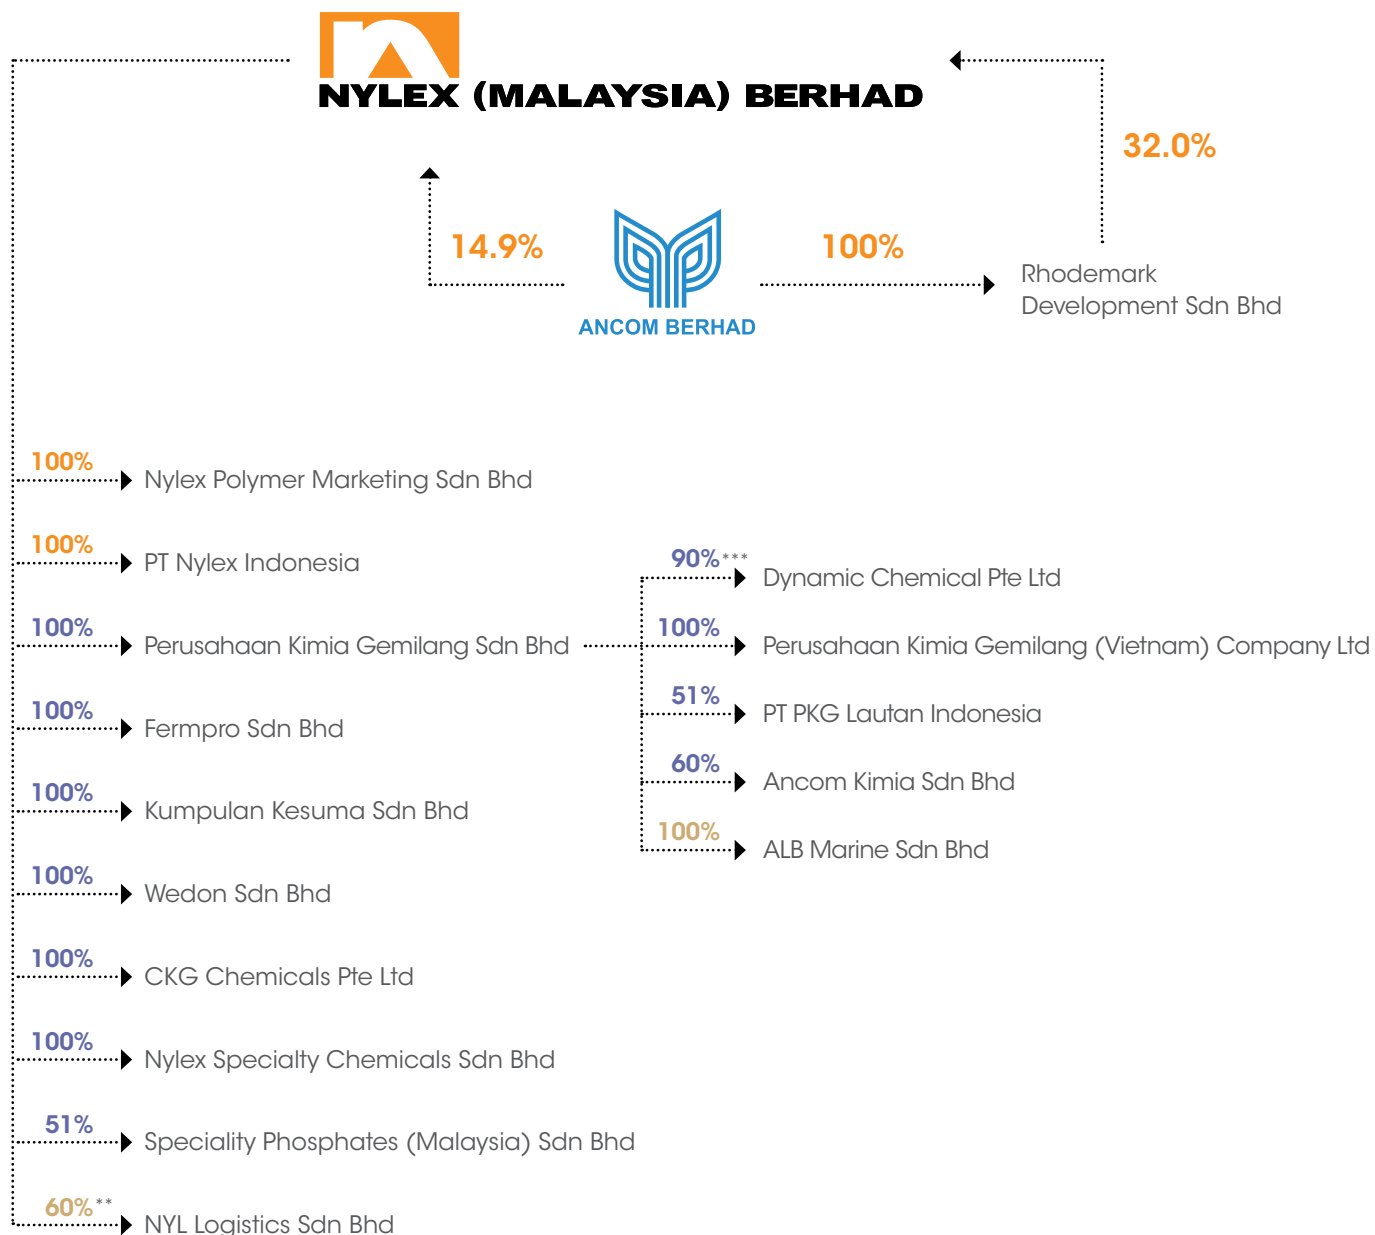 NYLEX (MALAYSIA) BERHAD
32.0%
14.9%
100%
Rhodemark
Development Sdn Bhd
ANCOM BERHAD
100%
Nylex Polymer Marketing Sdn Bhd
100%
PT Nylex Indonesia
100%
Perusahaan Kimia Gemilang Sdn Bhd
100%
Fermpro Sdn Bhd
100%
Kumpulan Kesuma Sdn Bhd
100%
Wedon Sdn Bhd
100%
CKG Chemicals Pte Ltd
100%
Nylex Specialty Chemicals Sdn Bhd
51%
Speciality Phosphates (Malaysia) Sdn Bhd
60%**
NYL Logistics Sdn Bhd
90%***
Dynamic Chemical Pte Ltd
100%
Perusahaan Kimia Gemilang (Vietnam) Company Ltd
51%
PT PKG Lautan Indonesia
60%
Ancom Kimia Sdn Bhd
100%
ALB Marine Sdn Bhd